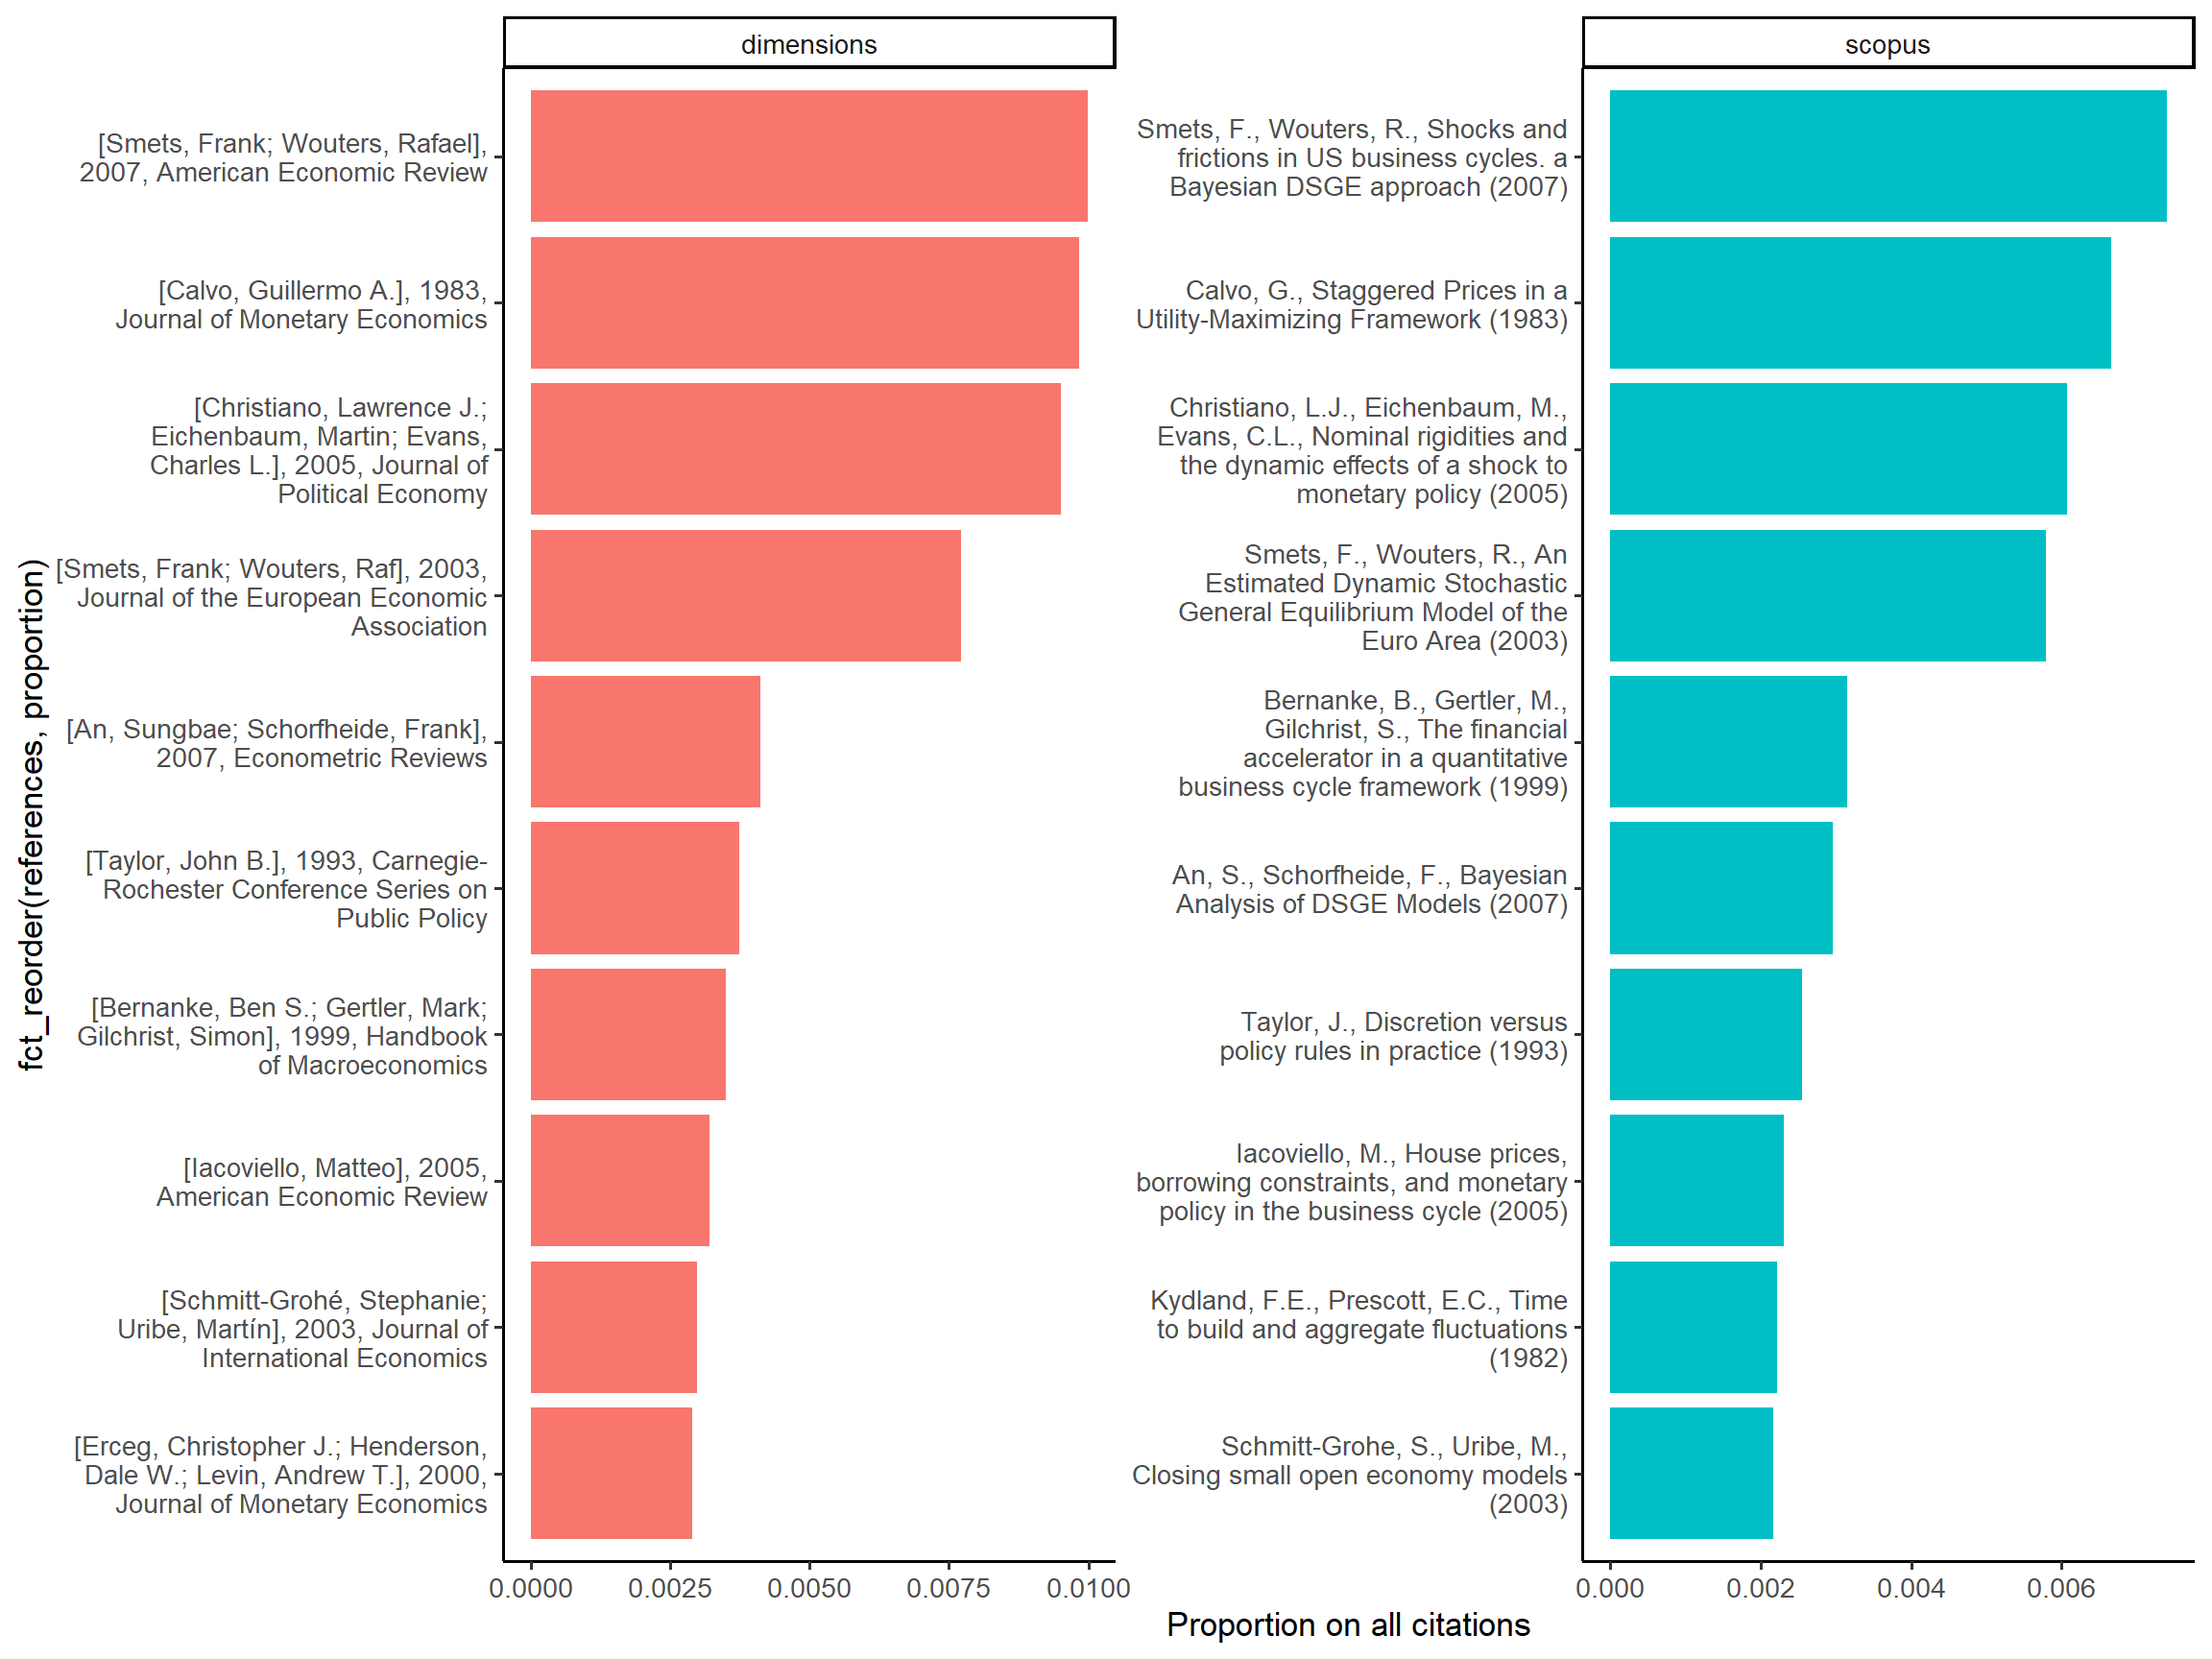 dimensions
scopus
fct_reorder(references, proportion)
[Smets, Frank; Wouters, Rafael],
2007, American Economic Review
[Calvo, Guillermo A.], 1983,
Journal of Monetary Economics
[Christiano, Lawrence J.;
Eichenbaum, Martin; Evans,
Charles L.], 2005, Journal of
Political Economy
[Smets, Frank; Wouters, Raf], 2003,
Journal of the European Economic
Association
[An, Sungbae; Schorfheide, Frank],
2007, Econometric Reviews
[Taylor, John B.], 1993, Carnegie-
Rochester Conference Series on
Public Policy
[Bernanke, Ben S.; Gertler, Mark;
Gilchrist, Simon], 1999, Handbook
of Macroeconomics
[Iacoviello, Matteo], 2005,
American Economic Review
[Schmitt-Grohé, Stephanie;
Uribe, Martín], 2003, Journal of
International Economics
[Erceg, Christopher J.; Henderson,
Dale W.; Levin, Andrew T.], 2000,
Journal of Monetary Economics
0.0000 0.0025 0.0050 0.0075 0.0100
Smets, F., Wouters, R., Shocks and
frictions in US business cycles. a
Bayesian DSGE approach (2007)
Calvo, G., Staggered Prices in a
Utility-Maximizing Framework (1983)
Christiano, L.J., Eichenbaum, M.,
Evans, C.L., Nominal rigidities and
the dynamic effects of a shock to
monetary policy (2005)
Smets, F., Wouters, R., An
Estimated Dynamic Stochastic
General Equilibrium Model of the
Euro Area (2003)
Bernanke, B., Gertler, M.,
Gilchrist, S., The financial
accelerator in a quantitative
business cycle framework (1999)
An, S., Schorfheide, F., Bayesian
Analysis of DSGE Models (2007)
Taylor, J., Discretion versus
policy rules in practice (1993)
Iacoviello, M., House prices,
borrowing constraints, and monetary
policy in the business cycle (2005)
Kydland, F.E., Prescott, E.C., Time
to build and aggregate fluctuations
(1982)
Schmitt-Grohe, S., Uribe, M.,
Closing small open economy models
(2003)
0.000 0.002 0.004 0.006
Proportion on all citations